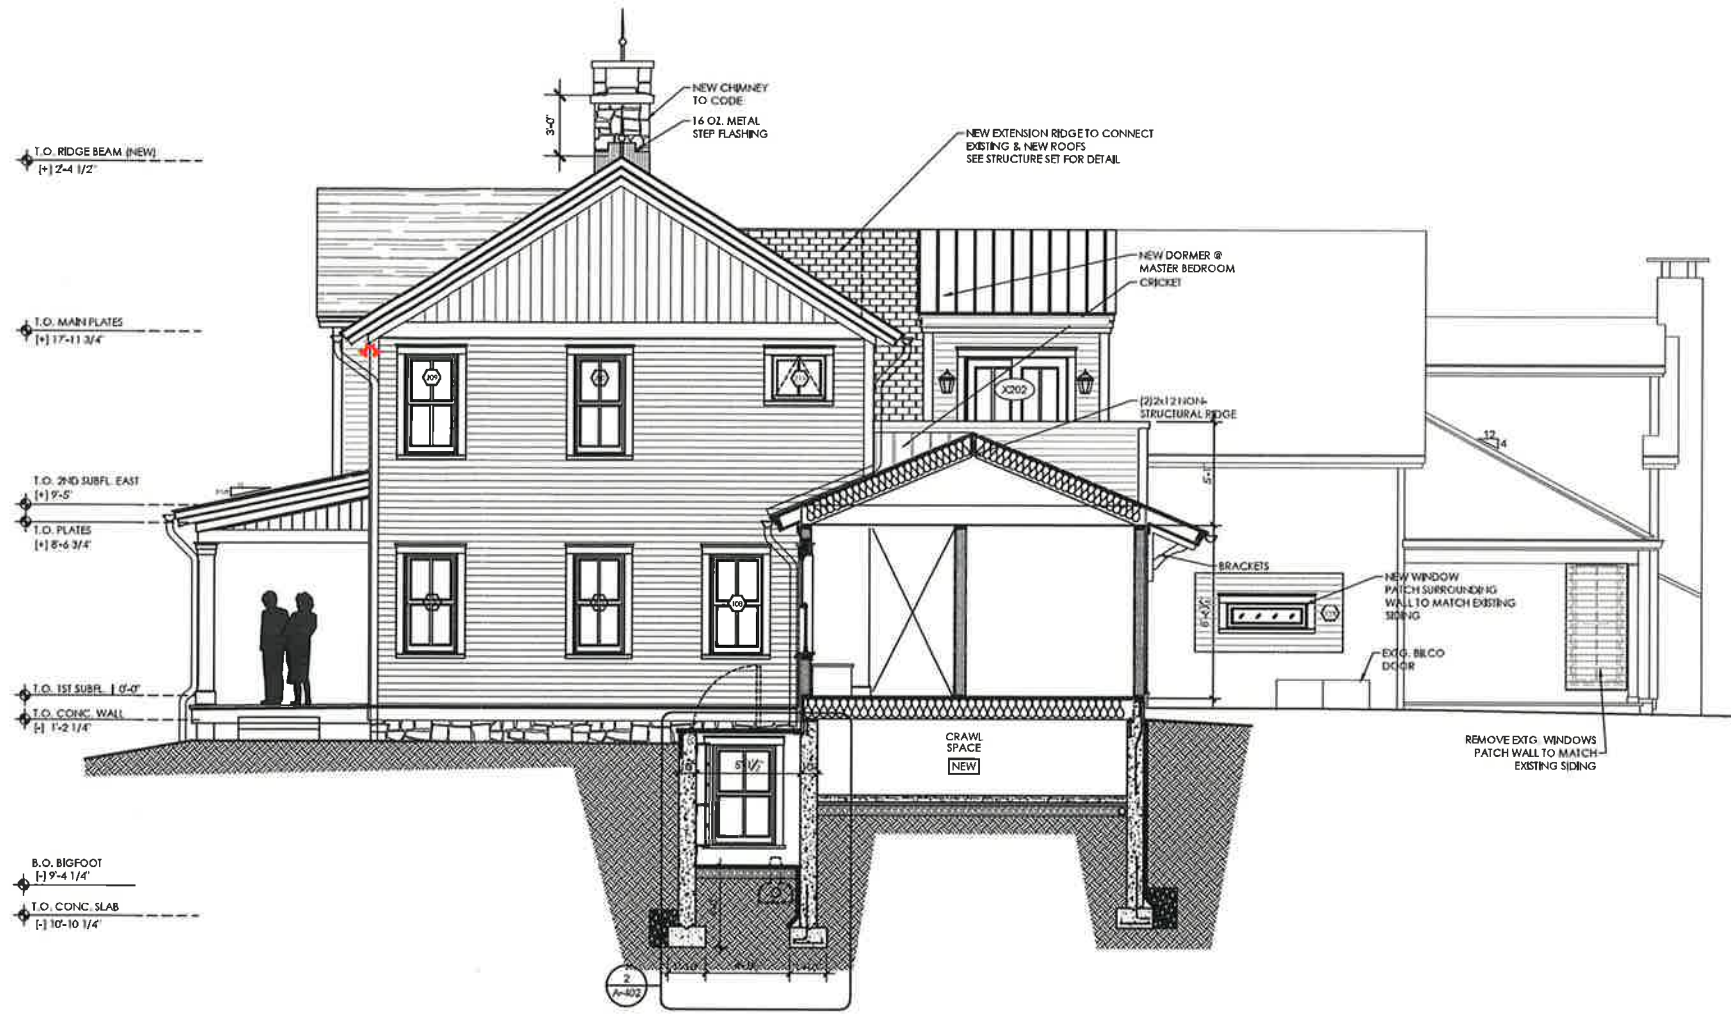 NEW CHIMNEY
TO CODE
16 OZ. METAL
STEP FLASHING
3'-0"
T.O. RIDGE BEAM (NEW)
[+] 2'-4 1/2"
NEW EXTENSION RIDGE TO CONNECT
EXISTING & NEW ROOFS
SEE STRUCTURE SET FOR DETAIL
NEW DORMER @
MASTER BEDROOM
CRICKET
T.O. MAIN PLATES
[+] 17'-11 3/4"
109
X202
(2)2x12 NON-
STRUCTURAL RIDGE
12
4
T.O. 2ND SUBFL. EAST
[+] 9'-5"
T.O. PLATES
[+] 8'-6 3/4"
5'-1"
BRACKETS
NEW WINDOW
PATCH SURROUNDING
WALL TO MATCH EXISTING
SIDING
108
EXTG. BILCO
DOOR
T.O. 1ST SUBFL. | 0'-0"
T.O. CONC. WALL
[-] 1'-2 1/4"
CRAWL
SPACE
NEW
REMOVE EXTG. WINDOWS
PATCH WALL TO MATCH
EXISTING SIDING
B.O. BIGFOOT
[-] 9'-4 1/4"
T.O. CONC. SLAB
[-] 10'-10 1/4"
2
A-402